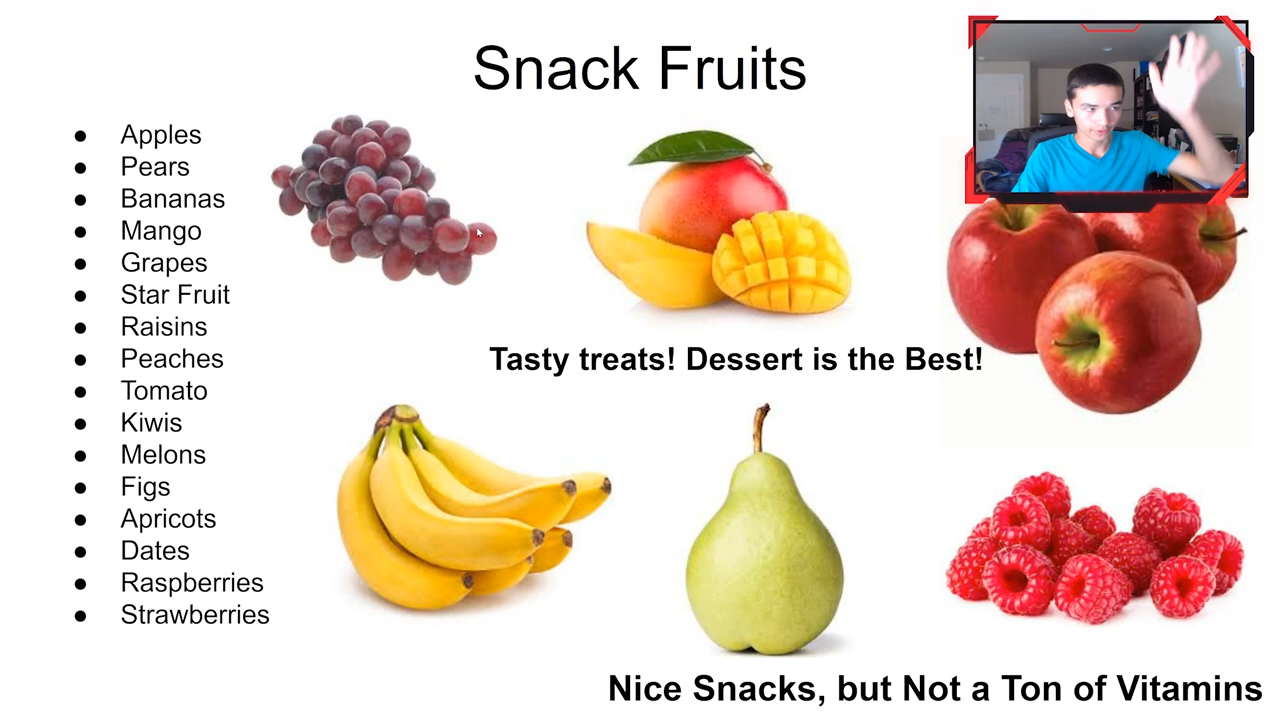 Snack Fruits
● Apples
● Pears
● Bananas
● Mango
● Grapes
● Star Fruit
● Raisins
● Peaches
● Tomato
● Kiwis
● Melons
● Figs
● Apricots
● Dates
● Raspberries
● Strawberries
Tasty treats! Dessert is the Best!
Nice Snacks, but Not a Ton of Vitamins